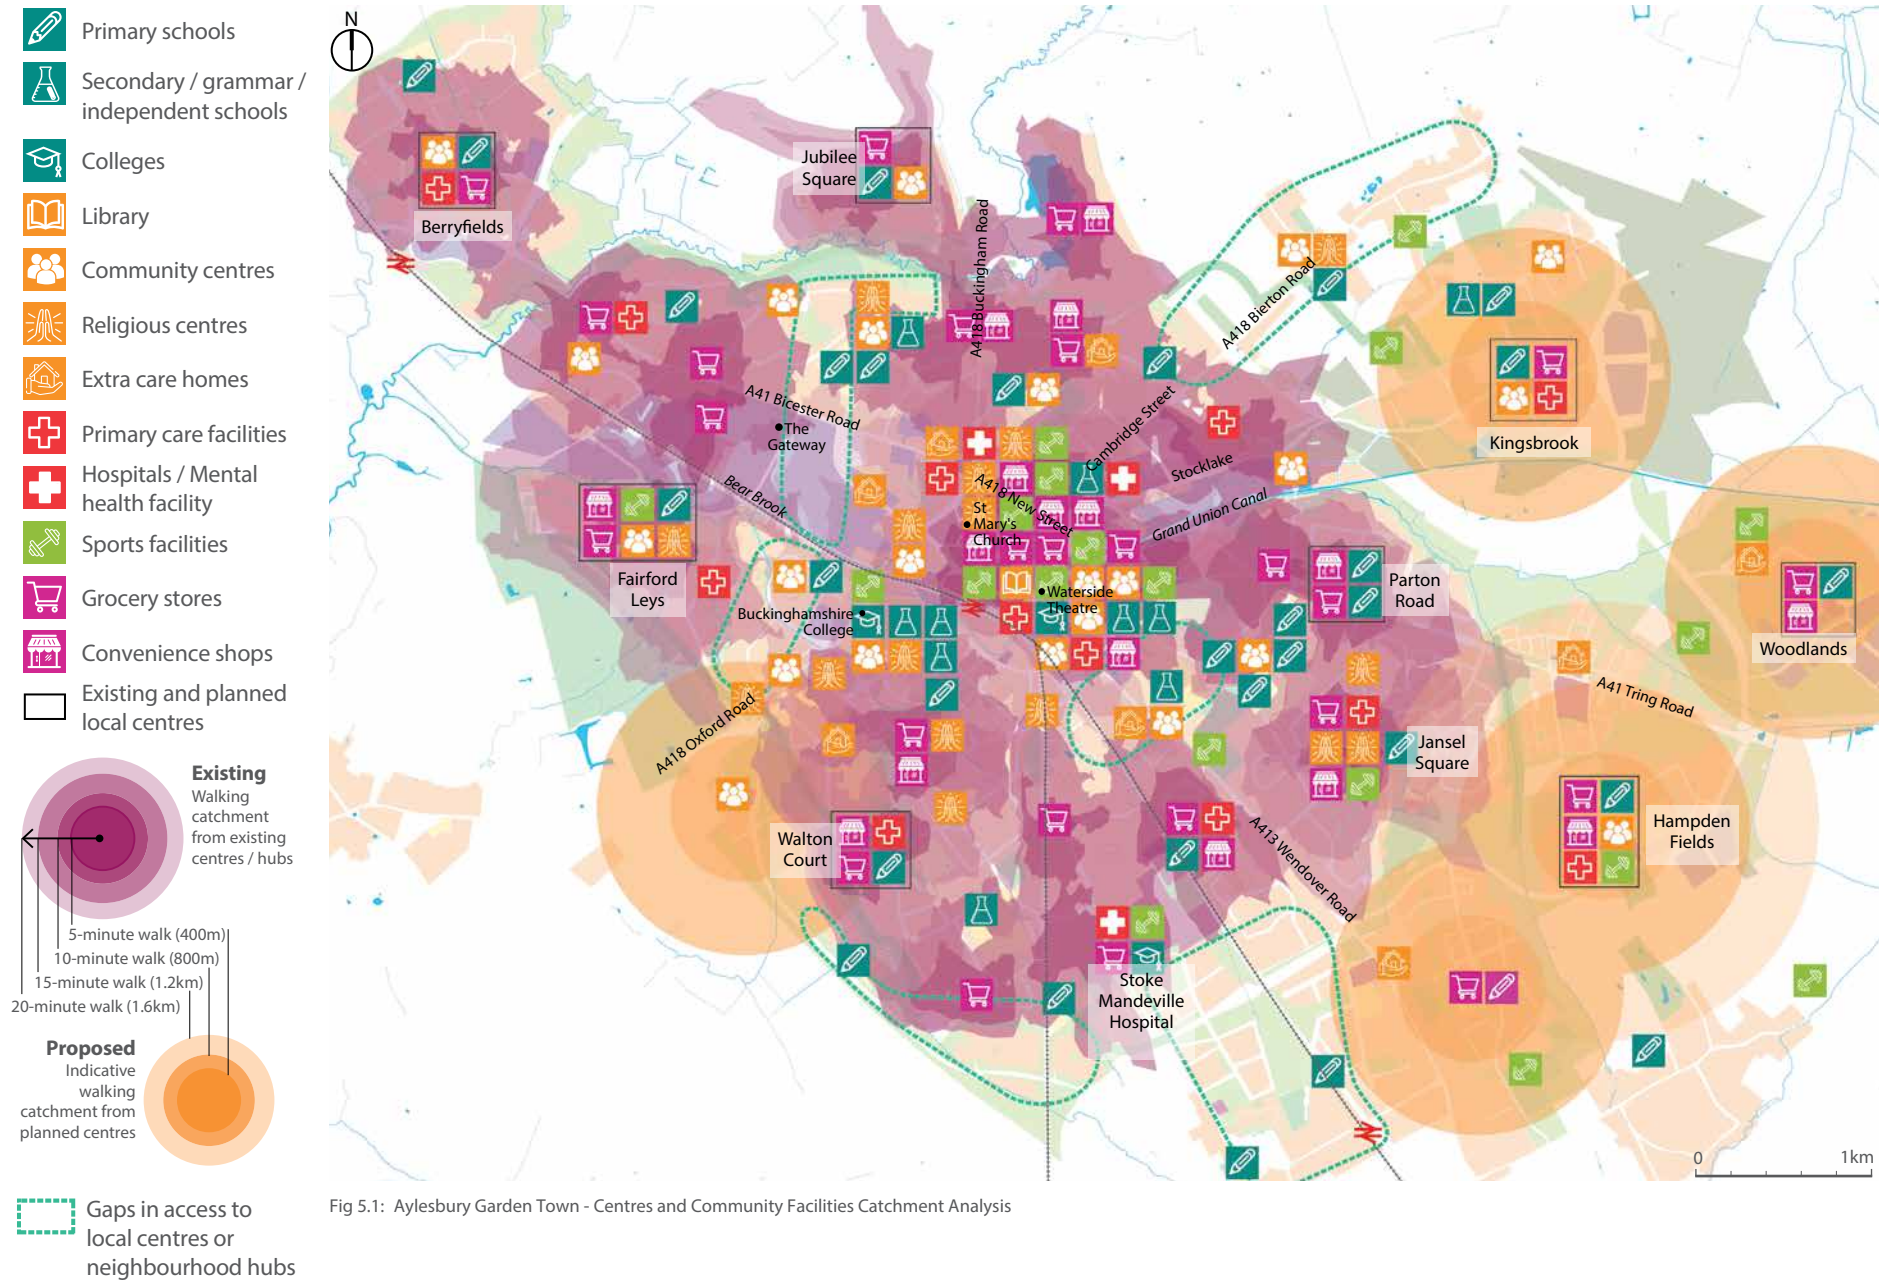 Primary schools
Secondary / grammar /
independent schools
Colleges
Library
Community centres
Religious centres
Extra care homes
Primary care facilities
Hospitals / Mental
health facility
Sports facilities
Grocery stores
Convenience shops
Existing and planned
local centres
Existing
Walking
catchment
from existing
centres / hubs
5-minute walk (400m)
10-minute walk (800m)
15-minute walk (1.2km)
20-minute walk (1.6km)
Proposed
Indicative
walking
catchment from
planned centres
Gaps in access to
local centres or
neighbourhood hubs
N
Berryfields
Jubilee
Square
A418 Buckingham Road
A418 Bierton Road
Kingsbrook
A41 Bicester Road
The
Gateway
Bear Brook
Cambridge Street
Stocklake
Grand Union Canal
A418 New Street
St
Mary's
Church
Fairford
Leys
Buckinghamshire
College
Waterside
Theatre
Parton
Road
Woodlands
A41 Tring Road
A418 Oxford Road
Jansel
Square
Walton
Court
A413 Wendover Road
Hampden
Fields
Stoke
Mandeville
Hospital
0 1km
Fig 5.1: Aylesbury Garden Town - Centres and Community Facilities Catchment Analysis